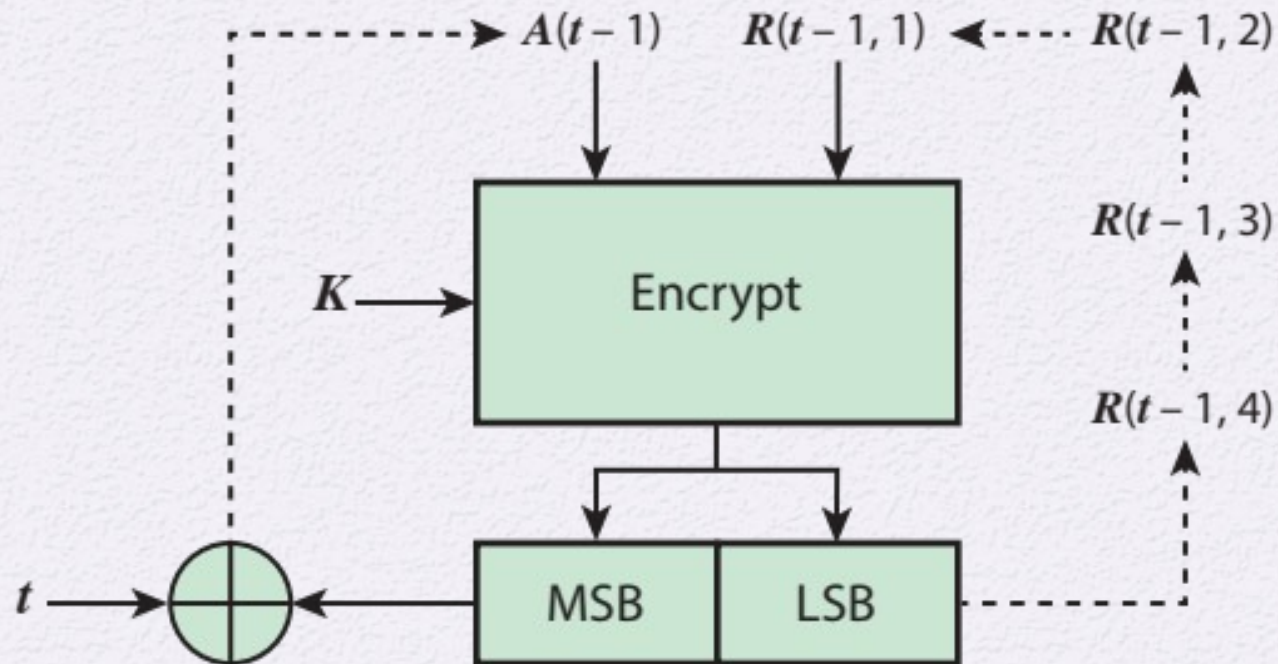 A(t – 1) R(t – 1, 1) R(t – 1, 2)
R(t – 1, 3)
K Encrypt
R(t – 1, 4)
t MSB LSB